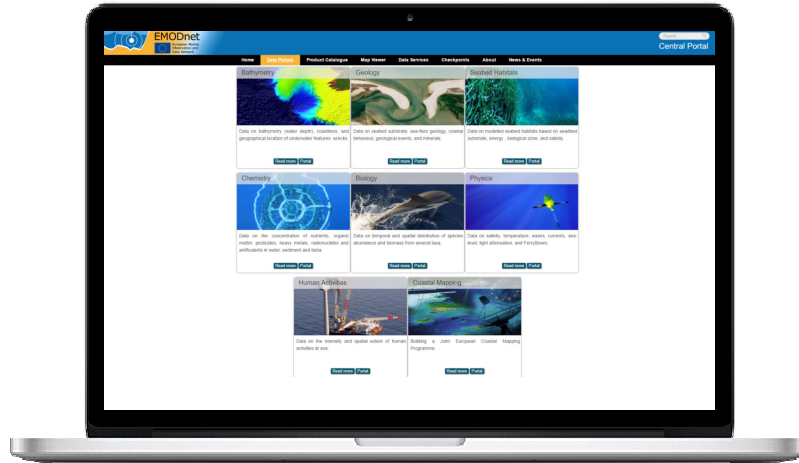 EMODnet
European Marine
Observation and
Data Network
Search
Central Portal
Home Data Portals Product Catalogue Map Viewer Data Services Checkpoints About News & Events
Bathymetry
Data on bathymetry (water depth), coastlines, and
geographical location of underwater features: wrecks.
Read more Portal
Geology
Data on seabed substrate, sea-floor geology, coastal
behaviour, geological events, and minerals.
Read more Portal
Seabed Habitats
Data on modelled seabed habitats based on seabed
substrate, energy , biological zone, and salinity.
Read more Portal
Chemistry
Data on the concentration of nutrients, organic
matter, pesticides, heavy metals, radionuclides and
antifoulants in water, sediment and biota.
Read more Portal
Biology
Data on temporal and spatial distribution of species
abundance and biomass from several taxa.
Read more Portal
Physics
Data on salinity, temperature, waves, currents, sea-
level, light attenuation, and FerryBoxes.
Read more Portal
Human Activities
Data on the intensity and spatial extent of human
activities at sea.
Read more Portal
Coastal Mapping
Building a Joint European Coastal Mapping
Programme.
Read more Portal